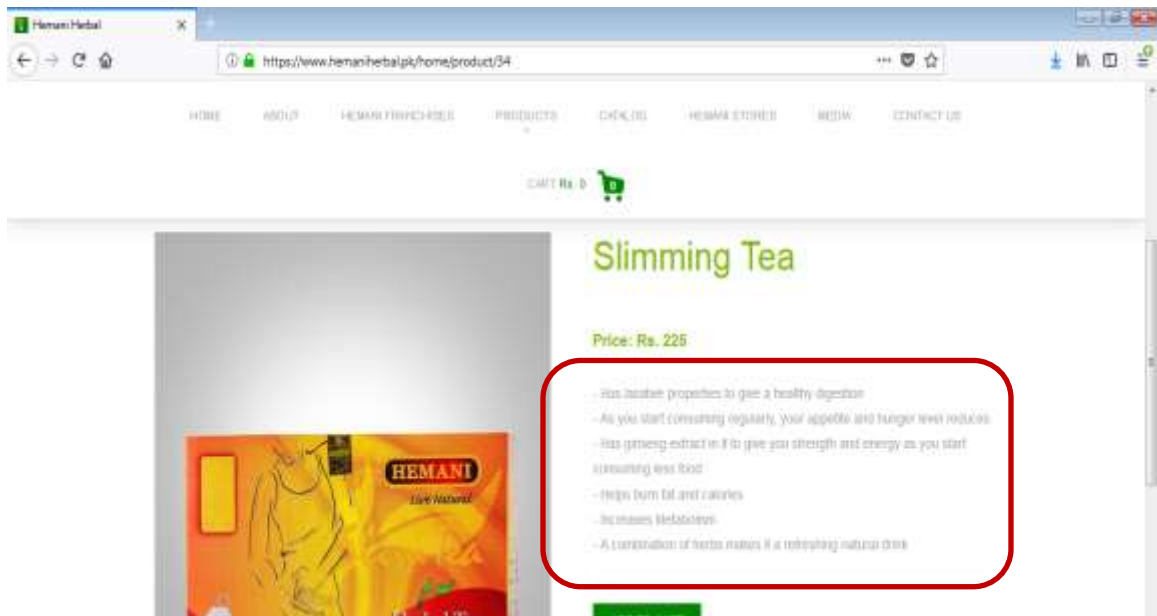 Hemani Herbal
https://www.hemaniherbal.pk/home/product/34
HOME ABOUT HEMANI FRANCHISES PRODUCTS CATALOG HEMANI STORES MEDIA CONTACT US
CART Rs. 0 0
Slimming Tea
Price: Rs. 225
- Has laxative properties to give a healthy digestion
- As you start consuming regularly, your appetite and hunger level reduces
- Has ginseng extract in it to give you strength and energy as you start
consuming less food
- Helps burn fat and calories
- Increases Metabolism
- A combination of herbs makes it a refreshing natural drink
HEMANI
Live Natural